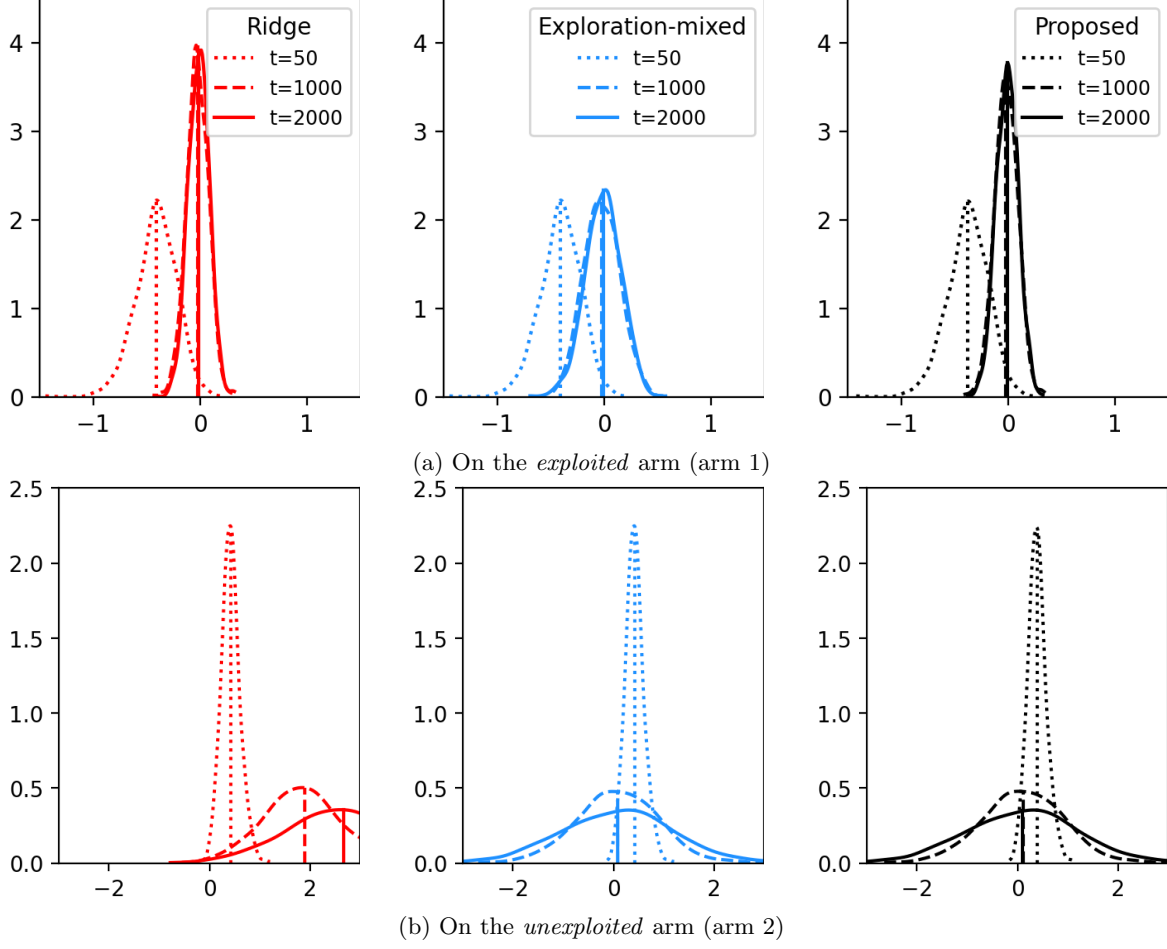 Ridge
t=50
t=1000
t=2000
4
3
2
1
0
−1 0 1
Exploration-mixed
t=50
t=1000
t=2000
4
3
2
1
0
−1 0 1
Proposed
t=50
t=1000
t=2000
4
3
2
1
0
−1 0 1
(a) On the exploited arm (arm 1)
2.5
2.0
1.5
1.0
0.5
0.0
−2 0 2
2.5
2.0
1.5
1.0
0.5
0.0
−2 0 2
2.5
2.0
1.5
1.0
0.5
0.0
−2 0 2
(b) On the unexploited arm (arm 2)